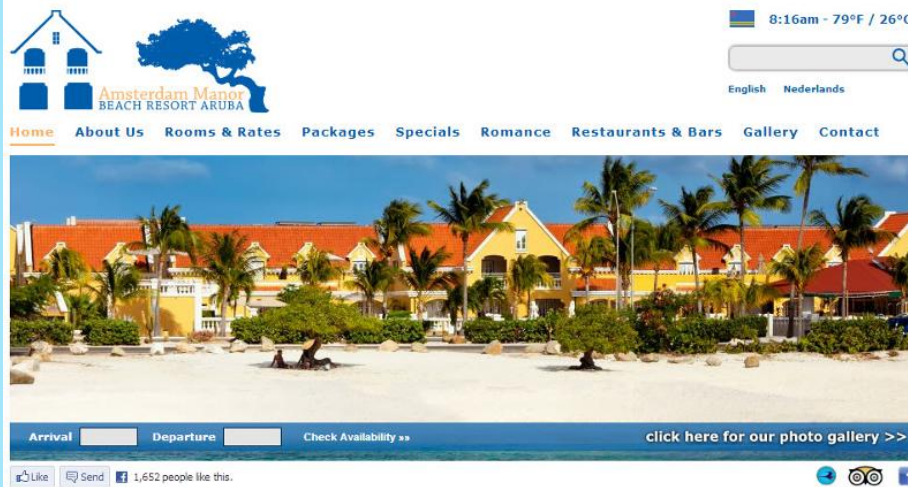 8:16am - 79°F / 26°C
Amsterdam Manor
BEACH RESORT ARUBA
English Nederlands
Home About Us Rooms & Rates Packages Specials Romance Restaurants & Bars Gallery Contact
Arrival Departure Check Availability »» click here for our photo gallery >>
Like Send 1,652 people like this.